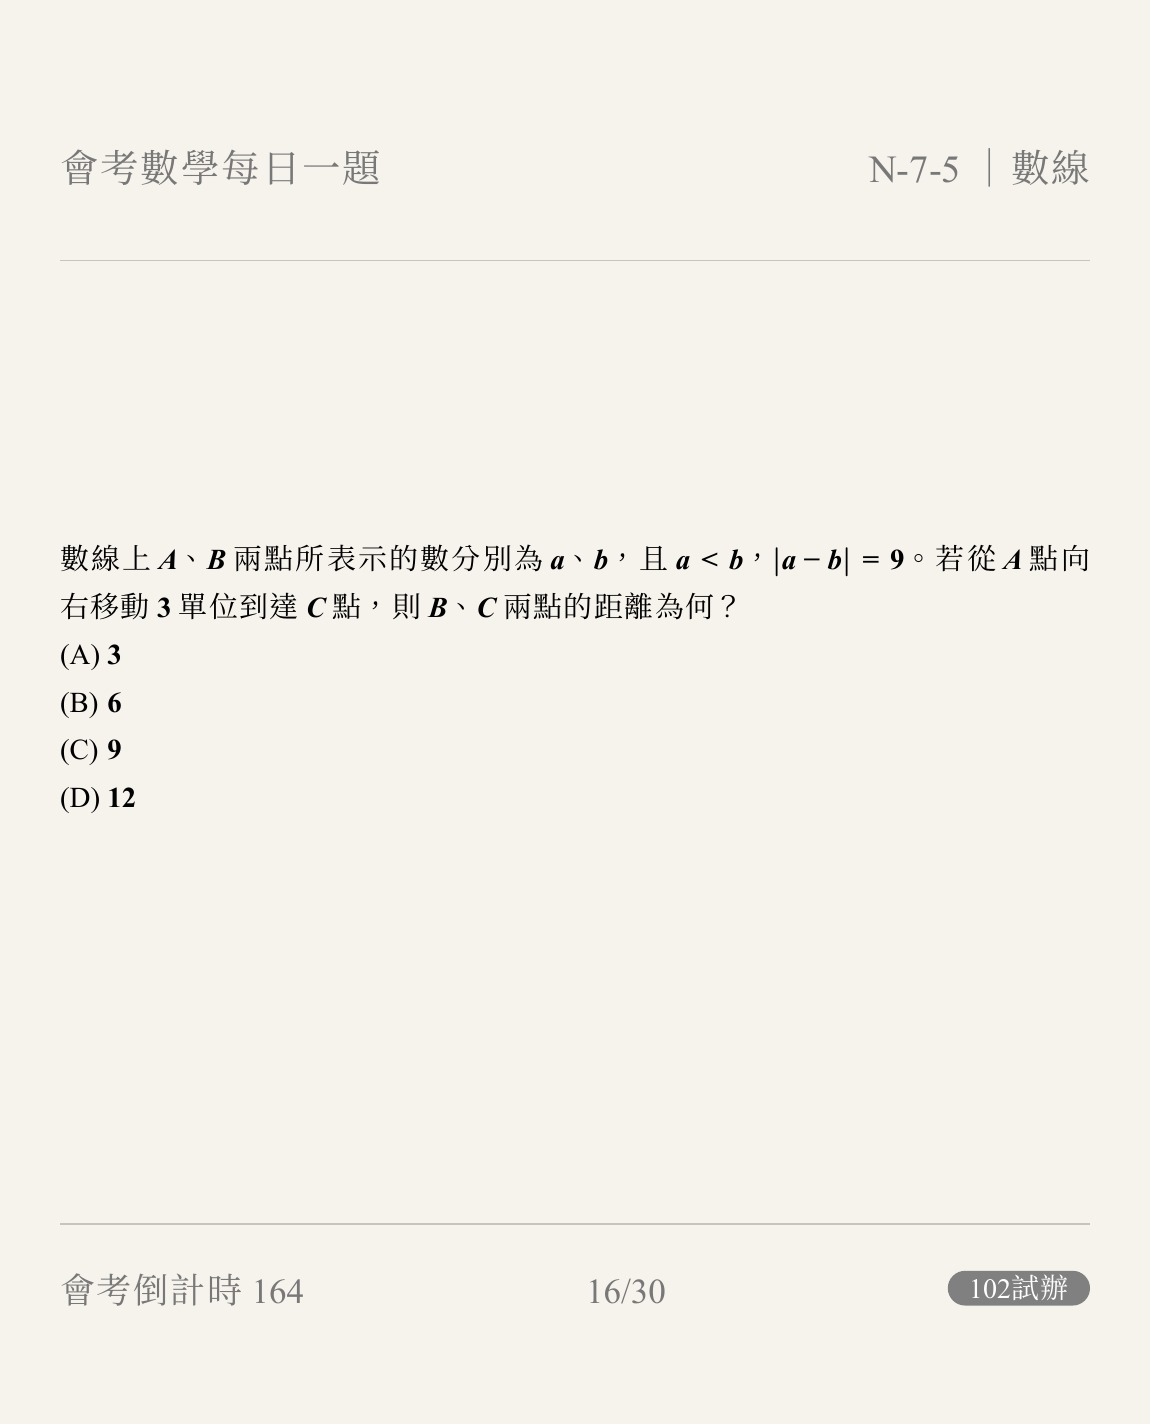 會考數學每日一題
N-7-5 | 數線
數線上 A、B 兩點所表示的數分別為 a、b，且 a < b，|a − b| = 9。若從 A 點向
右移動 3 單位到達 C 點，則 B、C 兩點的距離為何？
(A) 3
(B) 6
(C) 9
(D) 12
會考倒計時 164
16/30
102試辦